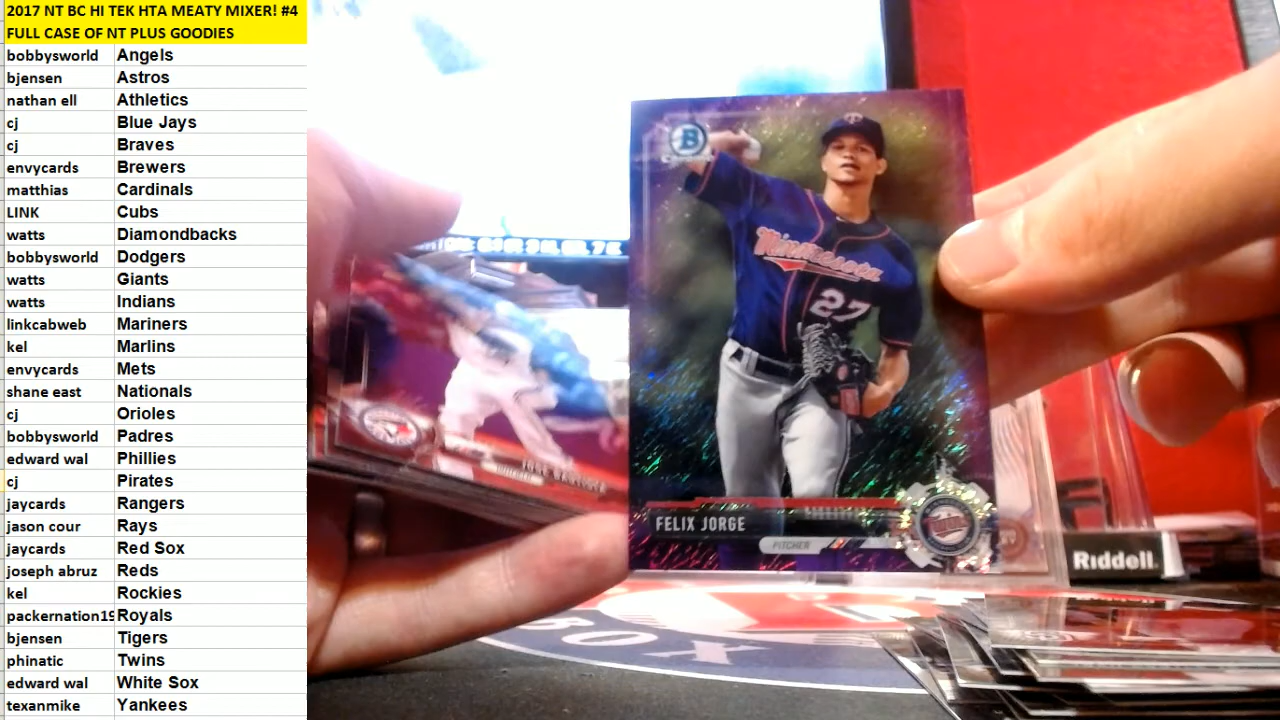 2017 NT BC HI TEK HTA MEATY MIXER! #4
FULL CASE OF NT PLUS GOODIES
bobbysworld Angels
bjensen Astros
nathan ell Athletics
cj Blue Jays
cj Braves
envycards Brewers
matthias Cardinals
LINK Cubs
watts Diamondbacks
bobbysworld Dodgers
watts Giants
watts Indians
linkcabweb Mariners
kel Marlins
envycards Mets
shane east Nationals
cj Orioles
bobbysworld Padres
edward wal Phillies
cj Pirates
jaycards Rangers
jason cour Rays
jaycards Red Sox
joseph abruz Reds
kel Rockies
packernation19 Royals
bjensen Tigers
phinatic Twins
edward wal White Sox
texanmike Yankees
B
Minnesota
27
FELIX JORGE
PITCHER
Riddell
BOX